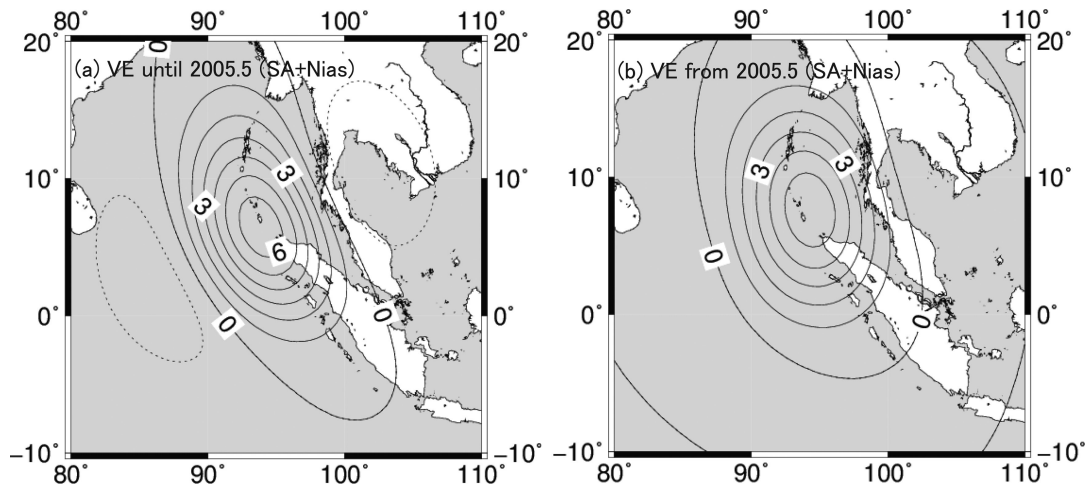 80 90 100 110 80 90 100 110
20° 0 20° 20° 20°
(a) VE until 2005.5 (SA+Nias) (b) VE from 2005.5 (SA+Nias)
3 3 3
10° 10° 10° 10°
3
6 0
0° 0 0 0° 0° 0 0°
−10° −10° −10° −10°
80 90 100 110 80 90 100 110